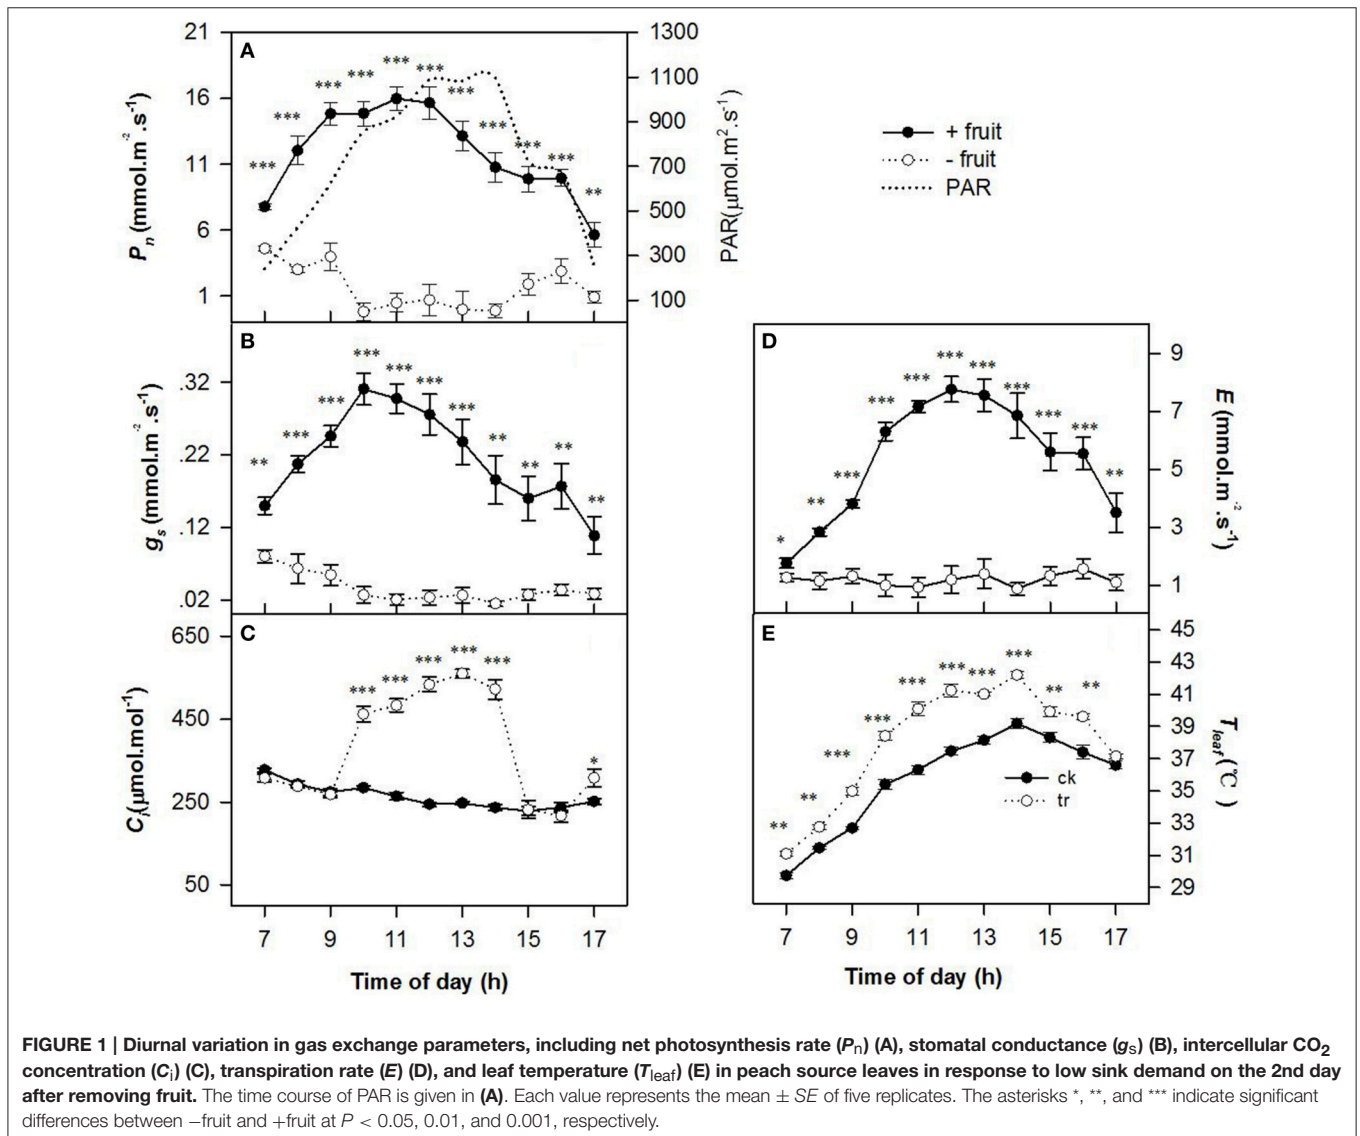 A
21
16
11
6
1
P_n (mmol.m^-2.s^-1)
1300
1100
900
700
500
300
100
PAR(μmol.m².s^-1)
*** *** *** *** *** *** *** *** *** *** **
+ fruit
- fruit
PAR
B
.32
.22
.12
.02
g_s (mmol.m^-2.s^-1)
** *** *** *** *** *** *** ** ** ** **
C
650
450
250
50
C_i(μmol.mol^-1)
*** *** *** *** *** *
7 9 11 13 15 17
Time of day (h)
D
9
7
5
3
1
E (mmol.m^-2.s^-1)
* ** *** *** *** *** *** *** *** *** **
E
45
43
41
39
37
35
33
31
29
T_leaf (℃)
** ** *** *** *** *** *** *** ** **
ck
tr
7 9 11 13 15 17
Time of day (h)
FIGURE 1 | Diurnal variation in gas exchange parameters, including net photosynthesis rate (P_n) (A), stomatal conductance (g_s) (B), intercellular CO₂
concentration (C_i) (C), transpiration rate (E) (D), and leaf temperature (T_leaf) (E) in peach source leaves in response to low sink demand on the 2nd day
after removing fruit. The time course of PAR is given in (A). Each value represents the mean ± SE of five replicates. The asterisks *, **, and *** indicate significant
differences between −fruit and +fruit at P < 0.05, 0.01, and 0.001, respectively.